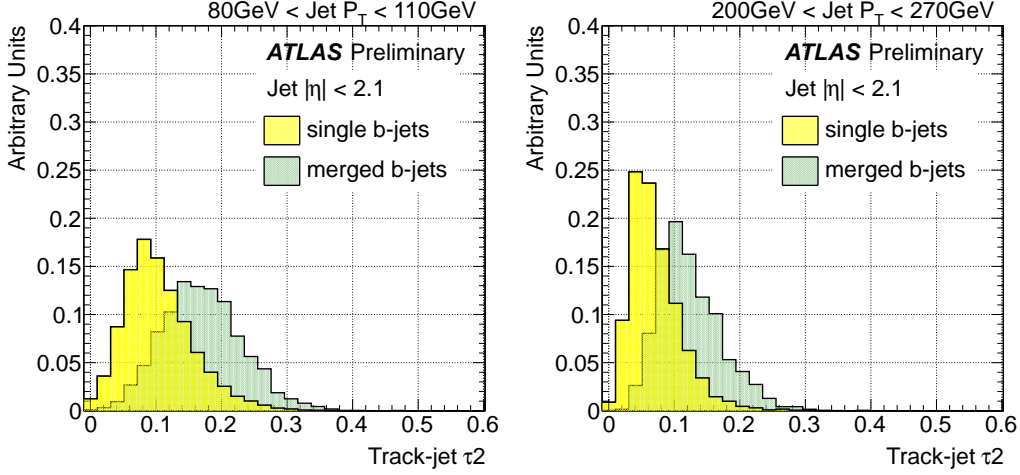 80GeV < Jet P_T < 110GeV
Arbitrary Units
0.4
0.35
0.3
0.25
0.2
0.15
0.1
0.05
0
ATLAS Preliminary
Jet |η| < 2.1
single b-jets
merged b-jets
0 0.1 0.2 0.3 0.4 0.5 0.6
Track-jet τ2
200GeV < Jet P_T < 270GeV
Arbitrary Units
0.4
0.35
0.3
0.25
0.2
0.15
0.1
0.05
0
ATLAS Preliminary
Jet |η| < 2.1
single b-jets
merged b-jets
0 0.1 0.2 0.3 0.4 0.5 0.6
Track-jet τ2